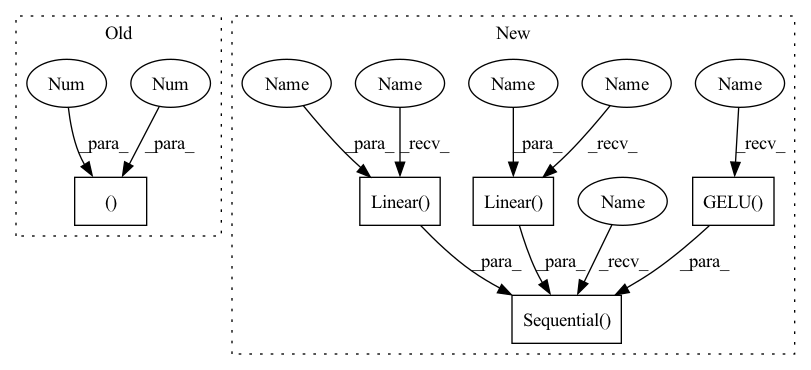 Old
New
Num
Num
Name
Name
Name
Name
Name
_para_
_para_
_para_
_recv_
_para_
_recv_
_recv_
()
Linear()
Linear()
Name
GELU()
_para_
_para_
_recv_
_para_
Sequential()